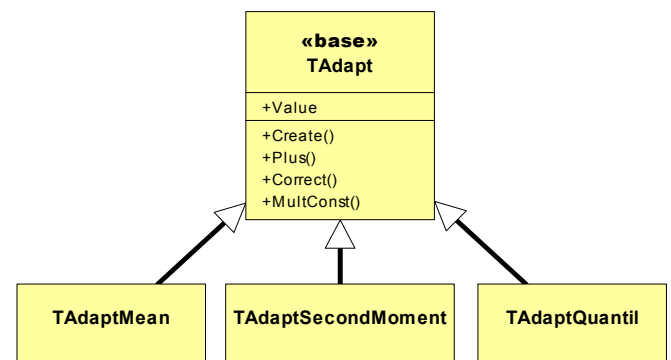 «base»
TAdapt
+Value
+Create()
+Plus()
+Correct()
+MultConst()
TAdaptMean
TAdaptSecondMoment
TAdaptQuantil